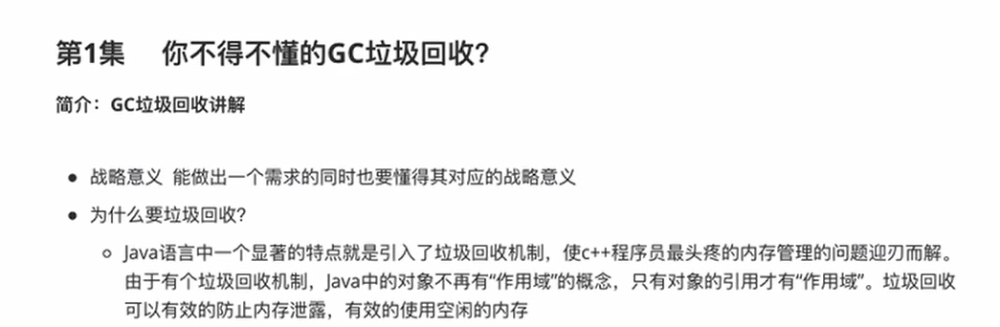 第1集 你不得不懂的GC垃圾回收？
简介：GC垃圾回收讲解
● 战略意义 能做出一个需求的同时也要懂得其对应的战略意义
● 为什么要垃圾回收?
○ Java语言中一个显著的特点就是引入了垃圾回收机制，使c++程序员最头疼的内存管理的问题迎刃而解。
由于有个垃圾回收机制，Java中的对象不再有“作用域”的概念，只有对象的引用才有“作用域”。垃圾回收
可以有效的防止内存泄露，有效的使用空闲的内存